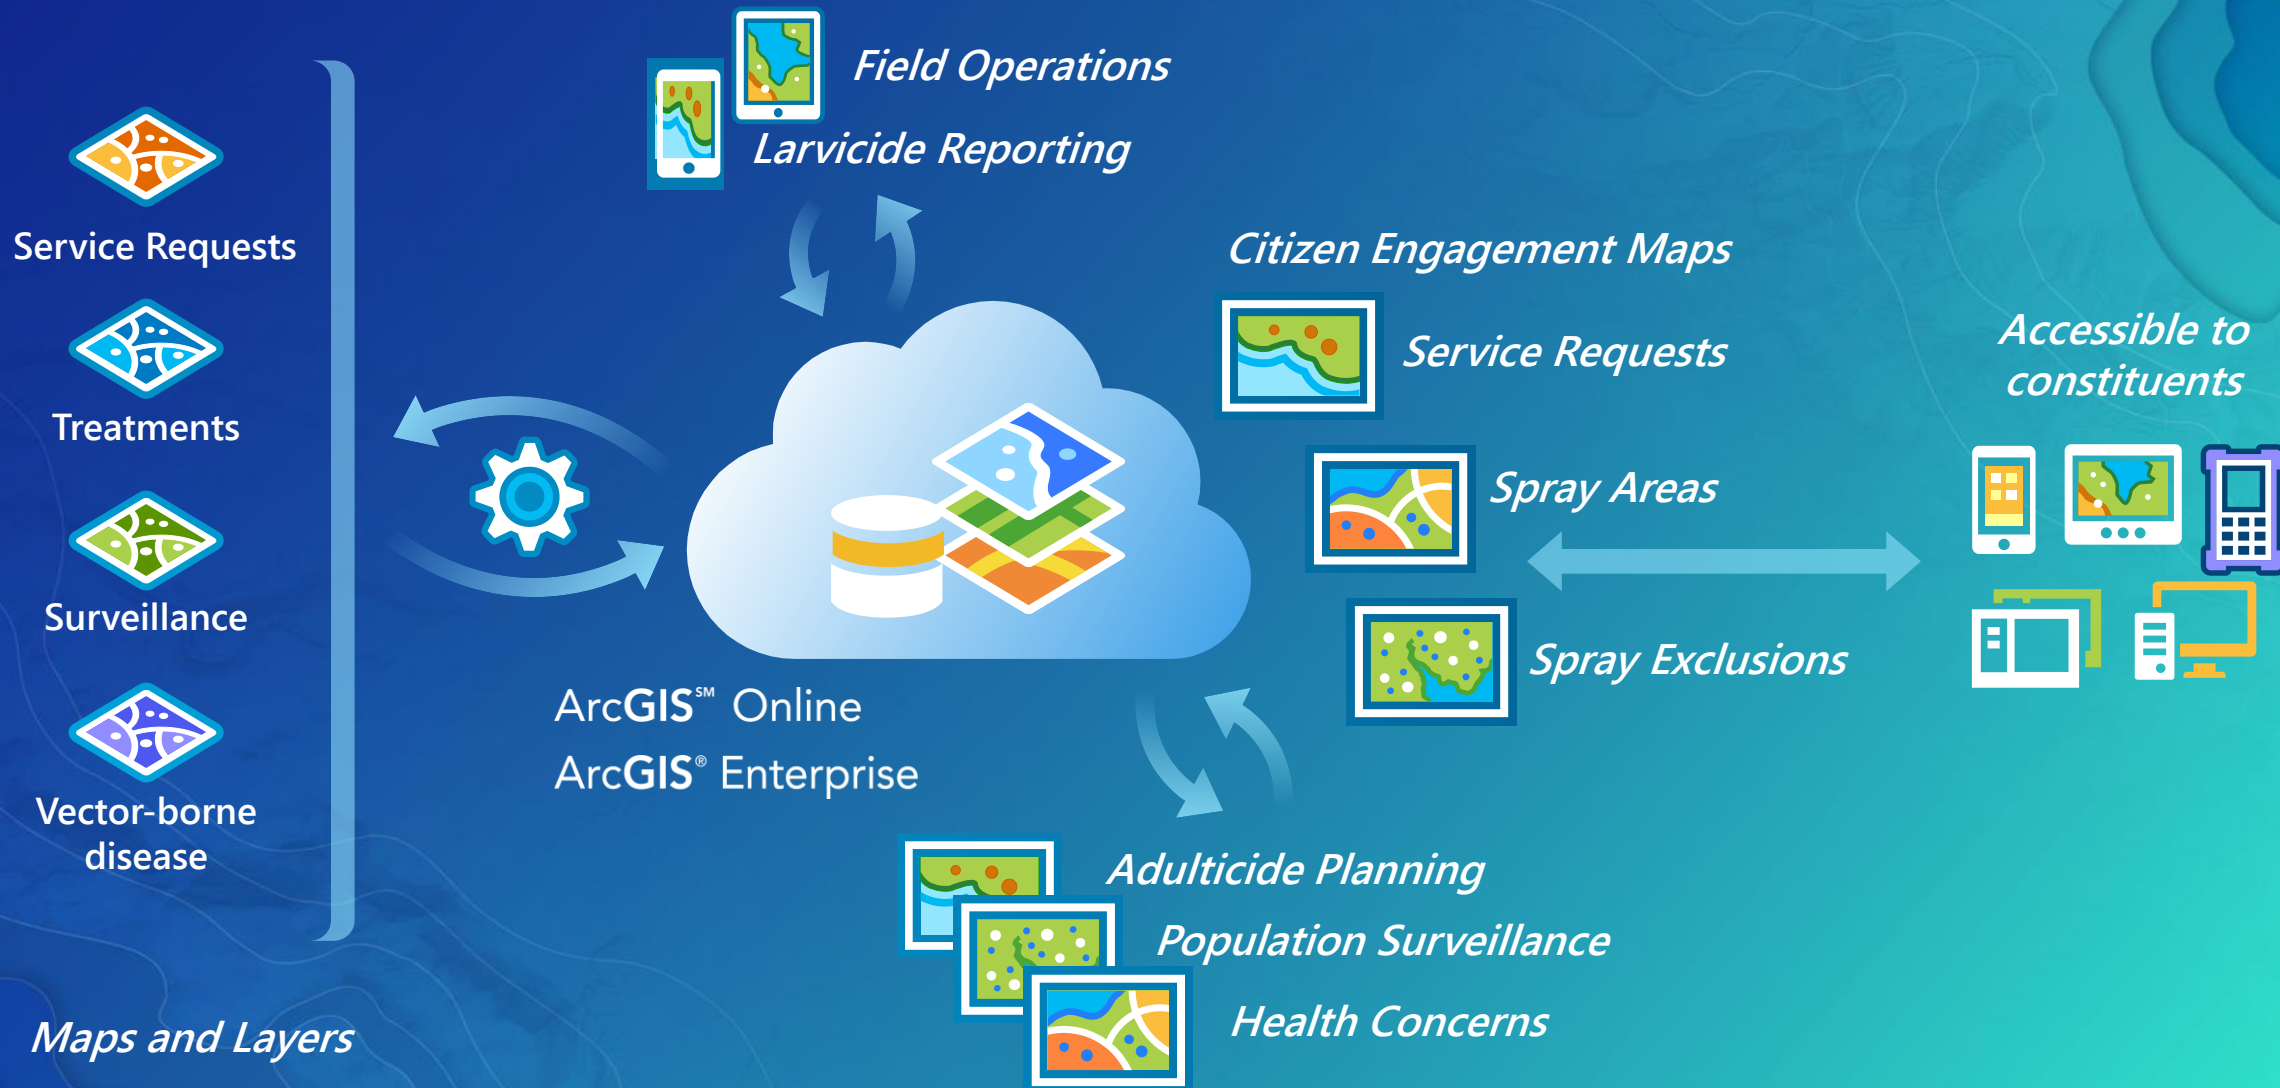 Field Operations
Larvicide Reporting
Service Requests
Treatments
Surveillance
Vector-borne
disease
Maps and Layers
ArcGIS℠ Online
ArcGIS® Enterprise
Citizen Engagement Maps
Service Requests
Spray Areas
Spray Exclusions
Accessible to
constituents
Adulticide Planning
Population Surveillance
Health Concerns